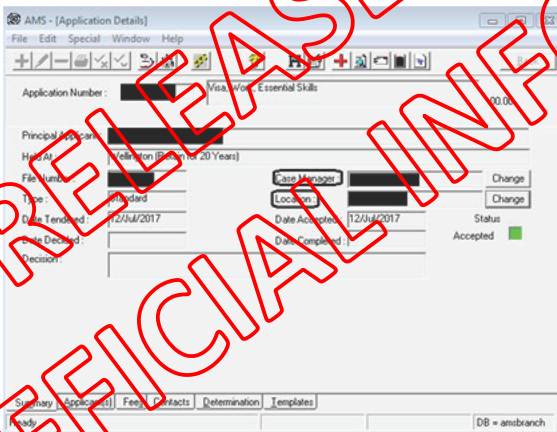 AMS - [Application Details]
File Edit Special Window Help
Application Number :
Visa, Work, Essential Skills
00.00
Principal Applicant :
Held At : Wellington (Retain for 20 Years)
File Number Case Manager : Change
Type : Standard Location : Change
Date Tendered : 12/Jul/2017 Date Accepted : 12/Jul/2017 Status
Date Decided : Date Completed : Accepted
Decision :
Summary Applicant(s) Fees Contacts Determination Templates
Ready DB = amsbranch
RELEASE
OFFICIAL INFO